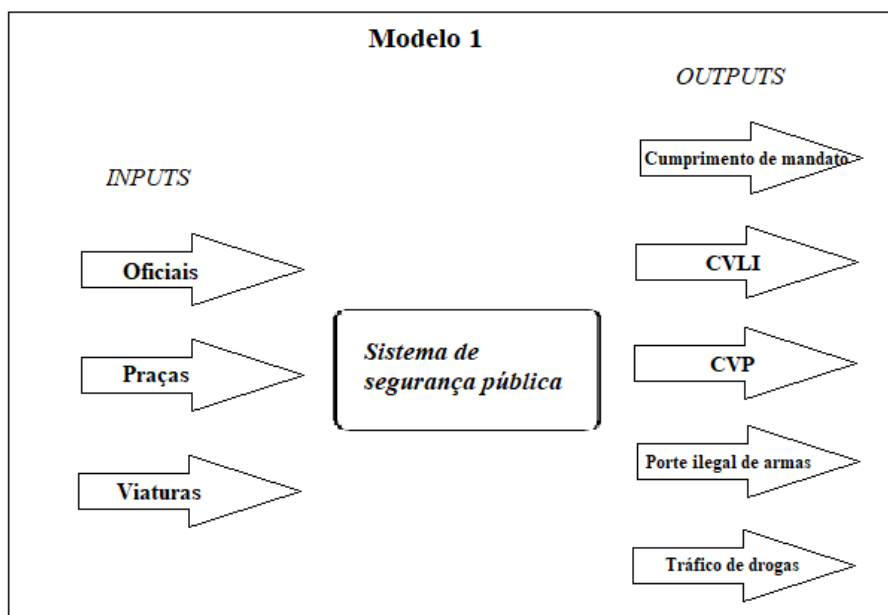 Modelo 1
INPUTS
Oficiais
Praças
Viaturas
Sistema de
segurança pública
OUTPUTS
Cumprimento de mandato
CVLI
CVP
Porte ilegal de armas
Tráfico de drogas